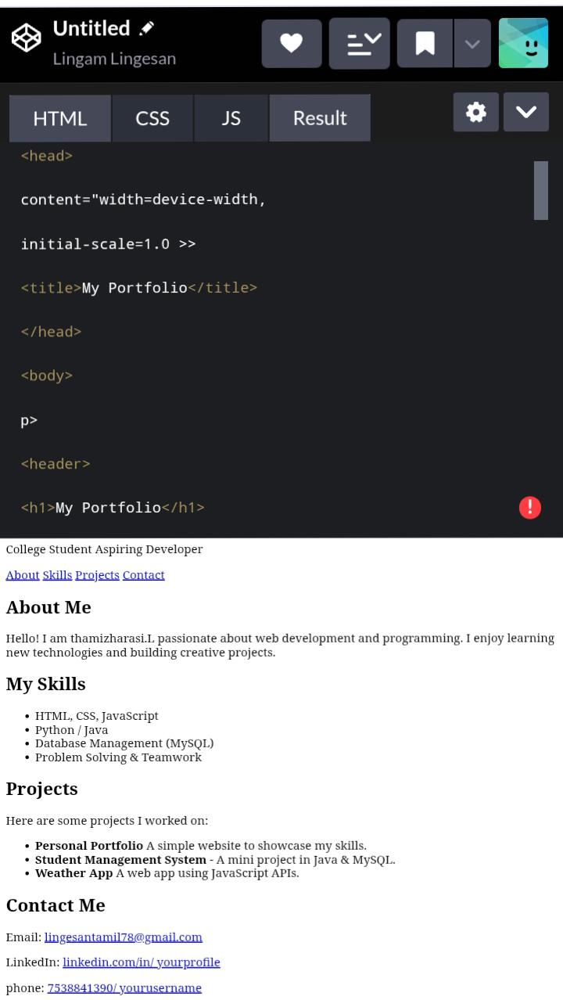 Untitled
Lingam Lingesan
HTML CSS JS Result
<head>
content="width=device-width,
initial-scale=1.0 >>
<title>My Portfolio</title>
</head>
<body>
p>
<header>
<h1>My Portfolio</h1>
College Student Aspiring Developer
About Skills Projects Contact
About Me
Hello! I am thamizharasi.L passionate about web development and programming. I enjoy learning
new technologies and building creative projects.
My Skills
• HTML, CSS, JavaScript
• Python / Java
• Database Management (MySQL)
• Problem Solving & Teamwork
Projects
Here are some projects I worked on:
• Personal Portfolio A simple website to showcase my skills.
• Student Management System - A mini project in Java & MySQL.
• Weather App A web app using JavaScript APIs.
Contact Me
Email: lingesantamil78@gmail.com
LinkedIn: linkedin.com/in/ yourprofile
phone: 7538841390/ yourusername